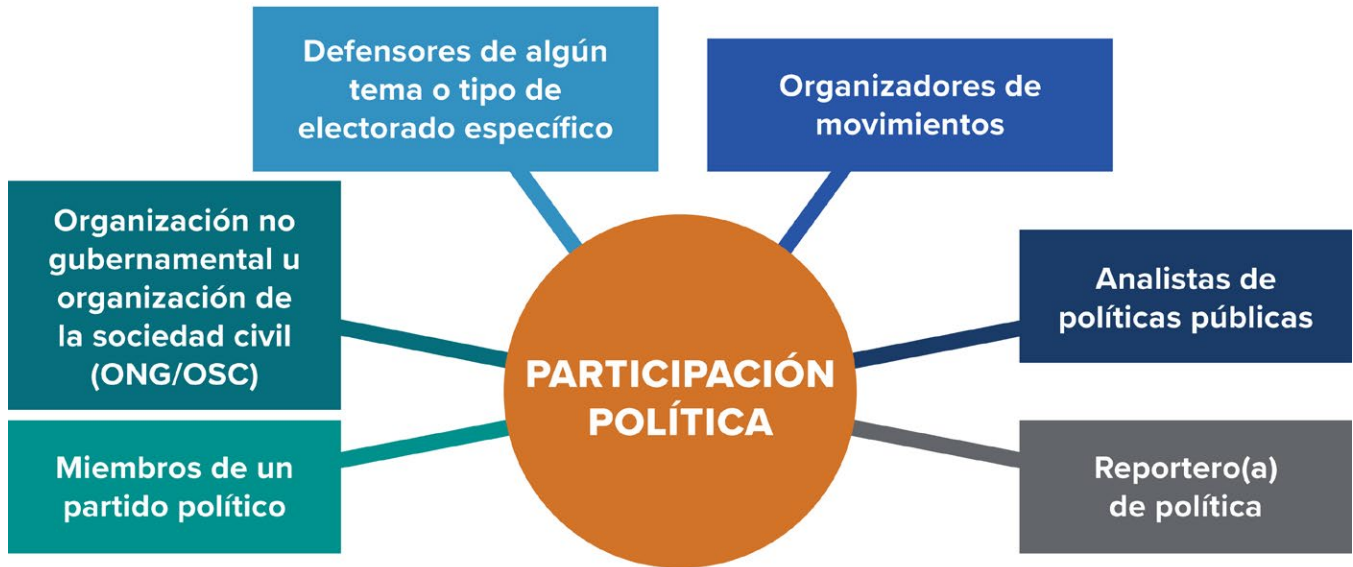 Defensores de algún
tema o tipo de
electorado específico
Organizadores de
movimientos
Organización no
gubernamental u
organización de
la sociedad civil
(ONG/OSC)
Analistas de
políticas públicas
PARTICIPACIÓN
POLÍTICA
Miembros de un
partido político
Reportero(a)
de política